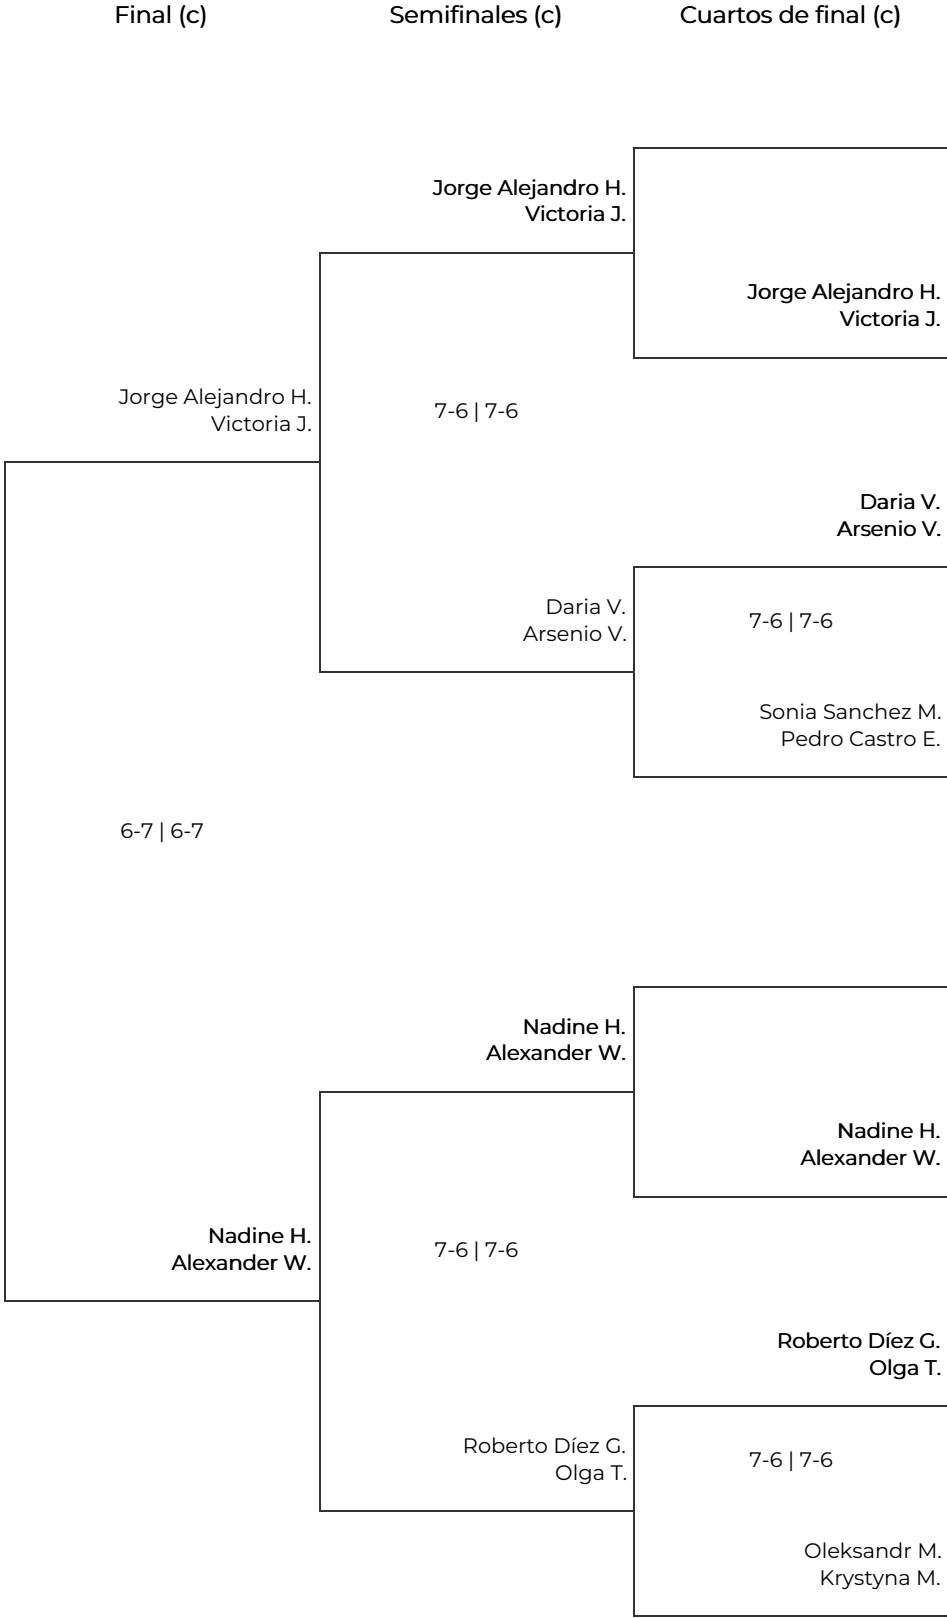 Final (c)
Semifinales (c)
Cuartos de final (c)
Jorge Alejandro H.
Victoria J.
Jorge Alejandro H.
Victoria J.
Jorge Alejandro H.
Victoria J.
7-6 | 7-6
Daria V.
Arsenio V.
Daria V.
Arsenio V.
7-6 | 7-6
Sonia Sanchez M.
Pedro Castro E.
6-7 | 6-7
Nadine H.
Alexander W.
Nadine H.
Alexander W.
Nadine H.
Alexander W.
7-6 | 7-6
Roberto Díez G.
Olga T.
Roberto Díez G.
Olga T.
7-6 | 7-6
Oleksandr M.
Krystyna M.